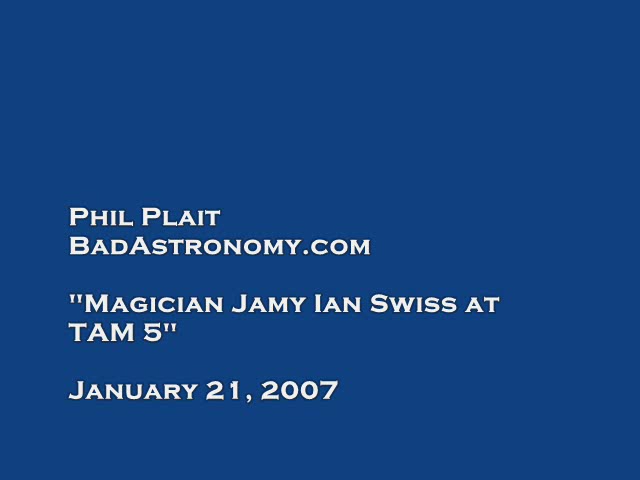 Phil Plait
BadAstronomy.com
"Magician Jamy Ian Swiss at
TAM 5"
January 21, 2007